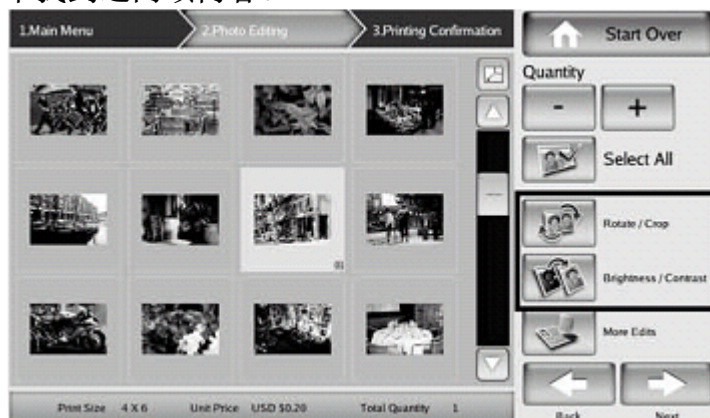 1.Main Menu
2.Photo Editing
3.Printing Confirmation
Start Over
Quantity
-
+
Select All
01
Rotate / Crop
Brightness / Contrast
More Edits
Print Size 4 X 6 Unit Price USD $0.20 Total Quantity 1
Back Next